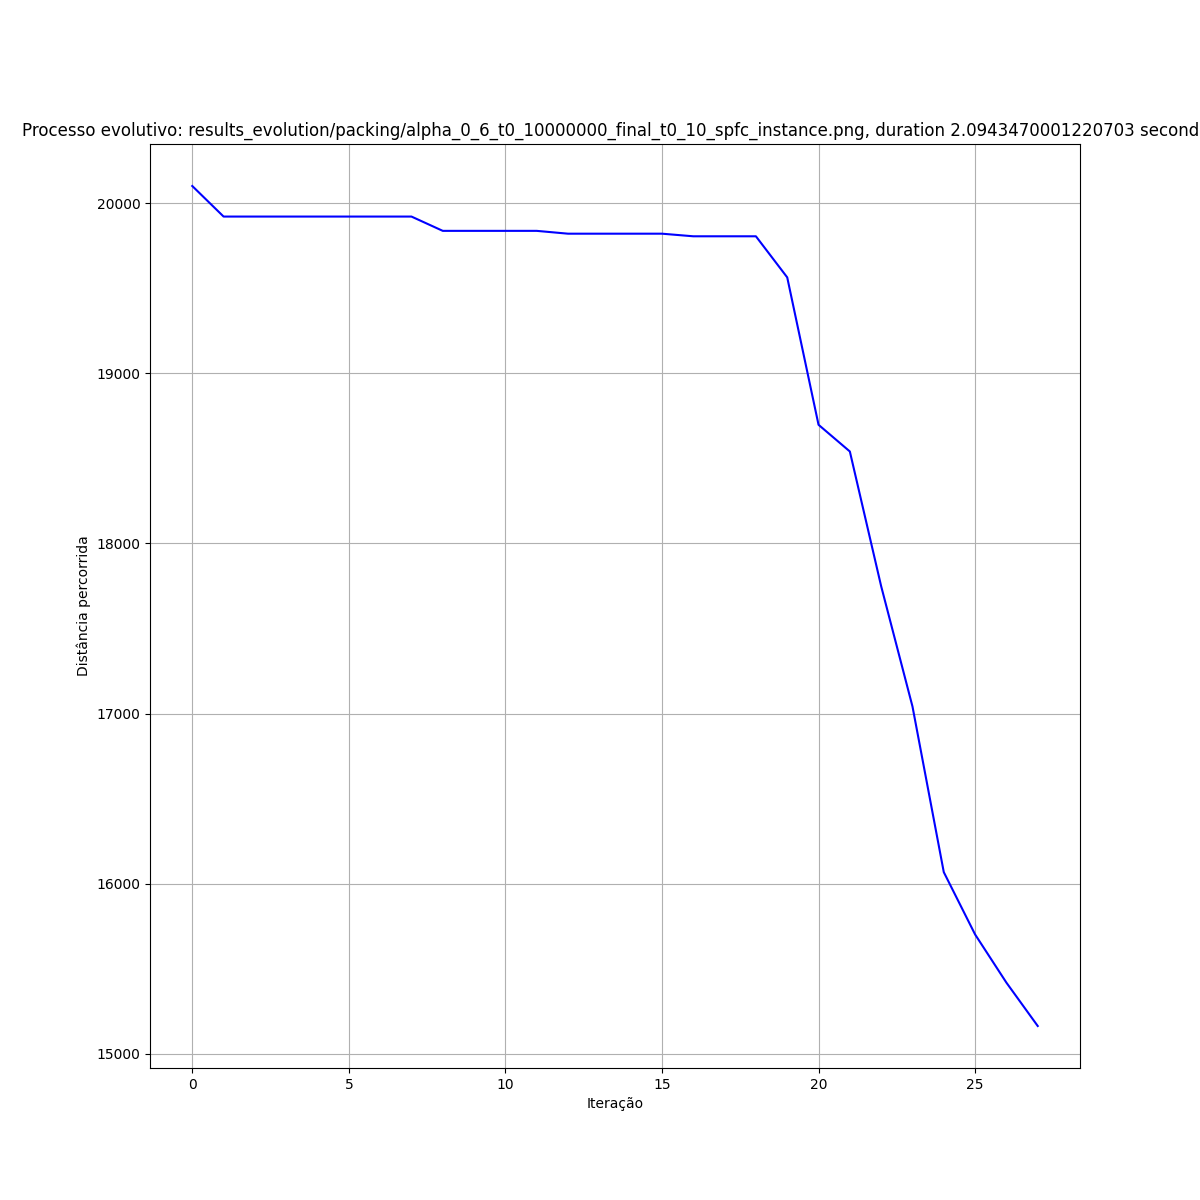 Processo evolutivo: results_evolution/packing/alpha_0_6_t0_10000000_final_t0_10_spfc_instance.png, duration 2.0943470001220703 second
20000
19000
18000
17000
16000
15000
Distância percorrida
0 5 10 15 20 25
Iteração